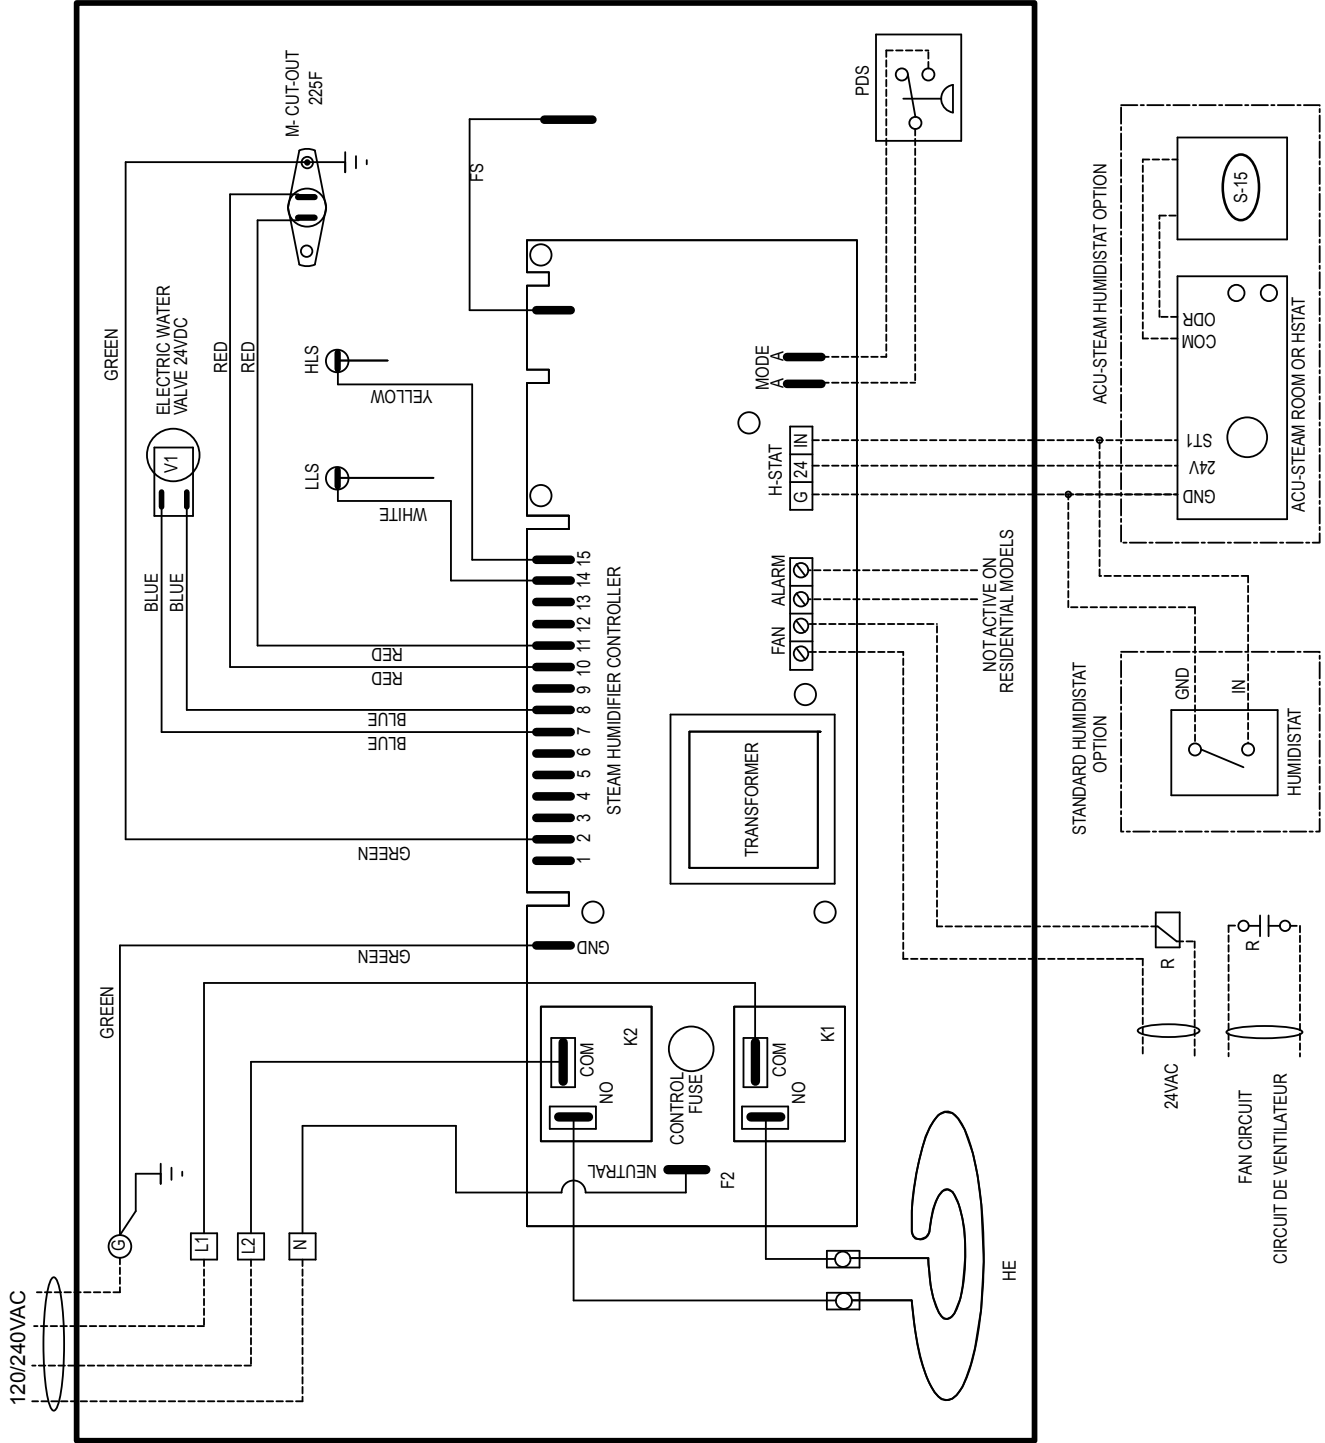 120/240VAC
G
L1
L2
N
GREEN
GREEN
GREEN
GREEN
BLUE
BLUE
BLUE
BLUE
ELECTRIC WATER
VALVE 24VDC
V1
RED
RED
RED
RED
M- CUT-OUT
225F
LLS
WHITE
HLS
YELLOW
FS
GND
1
2
3
4
5
6
7
8
9
10
11
12
13
14
15
STEAM HUMIDIFIER CONTROLLER
K2
COM
NO
CONTROL
FUSE
K1
COM
NO
NEUTRAL
F2
TRANSFORMER
FAN
ALARM
H-STAT
G
24
IN
MODE
A
A
PDS
NOT ACTIVE ON
RESIDENTIAL MODELS
HE
24VAC
R
R
FAN CIRCUIT
CIRCUIT DE VENTILATEUR
STANDARD HUMIDISTAT
OPTION
GND
IN
HUMIDISTAT
ACU-STEAM HUMIDISTAT OPTION
GND
24V
ST1
COM
ODR
ACU-STEAM ROOM OR HSTAT
S-15